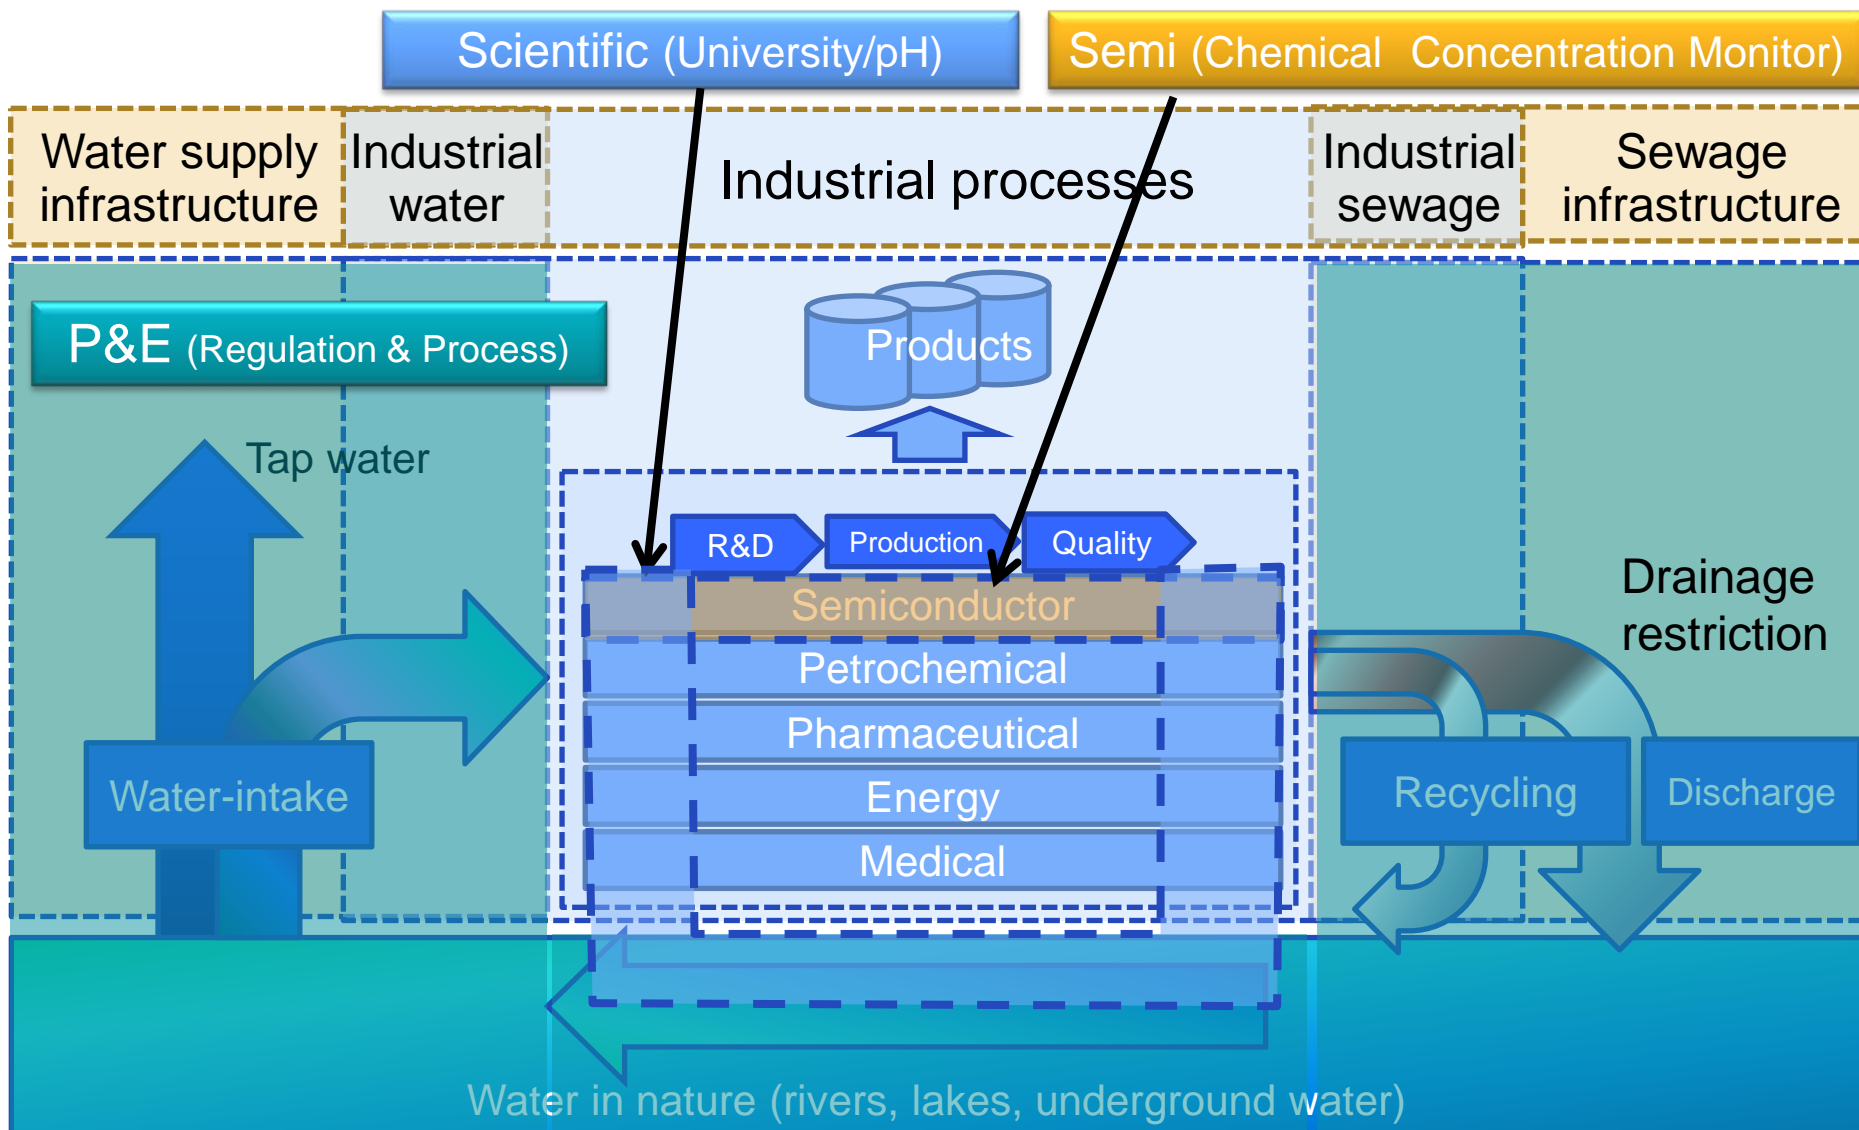 Scientific (University/pH)
Semi (Chemical Concentration Monitor)
Water supply
infrastructure
Industrial
water
Industrial processes
Industrial
sewage
Sewage
infrastructure
P&E (Regulation & Process)
Products
Tap water
R&D
Production
Quality
Semiconductor
Petrochemical
Pharmaceutical
Energy
Medical
Drainage
restriction
Water-intake
Recycling
Discharge
Water in nature (rivers, lakes, underground water)